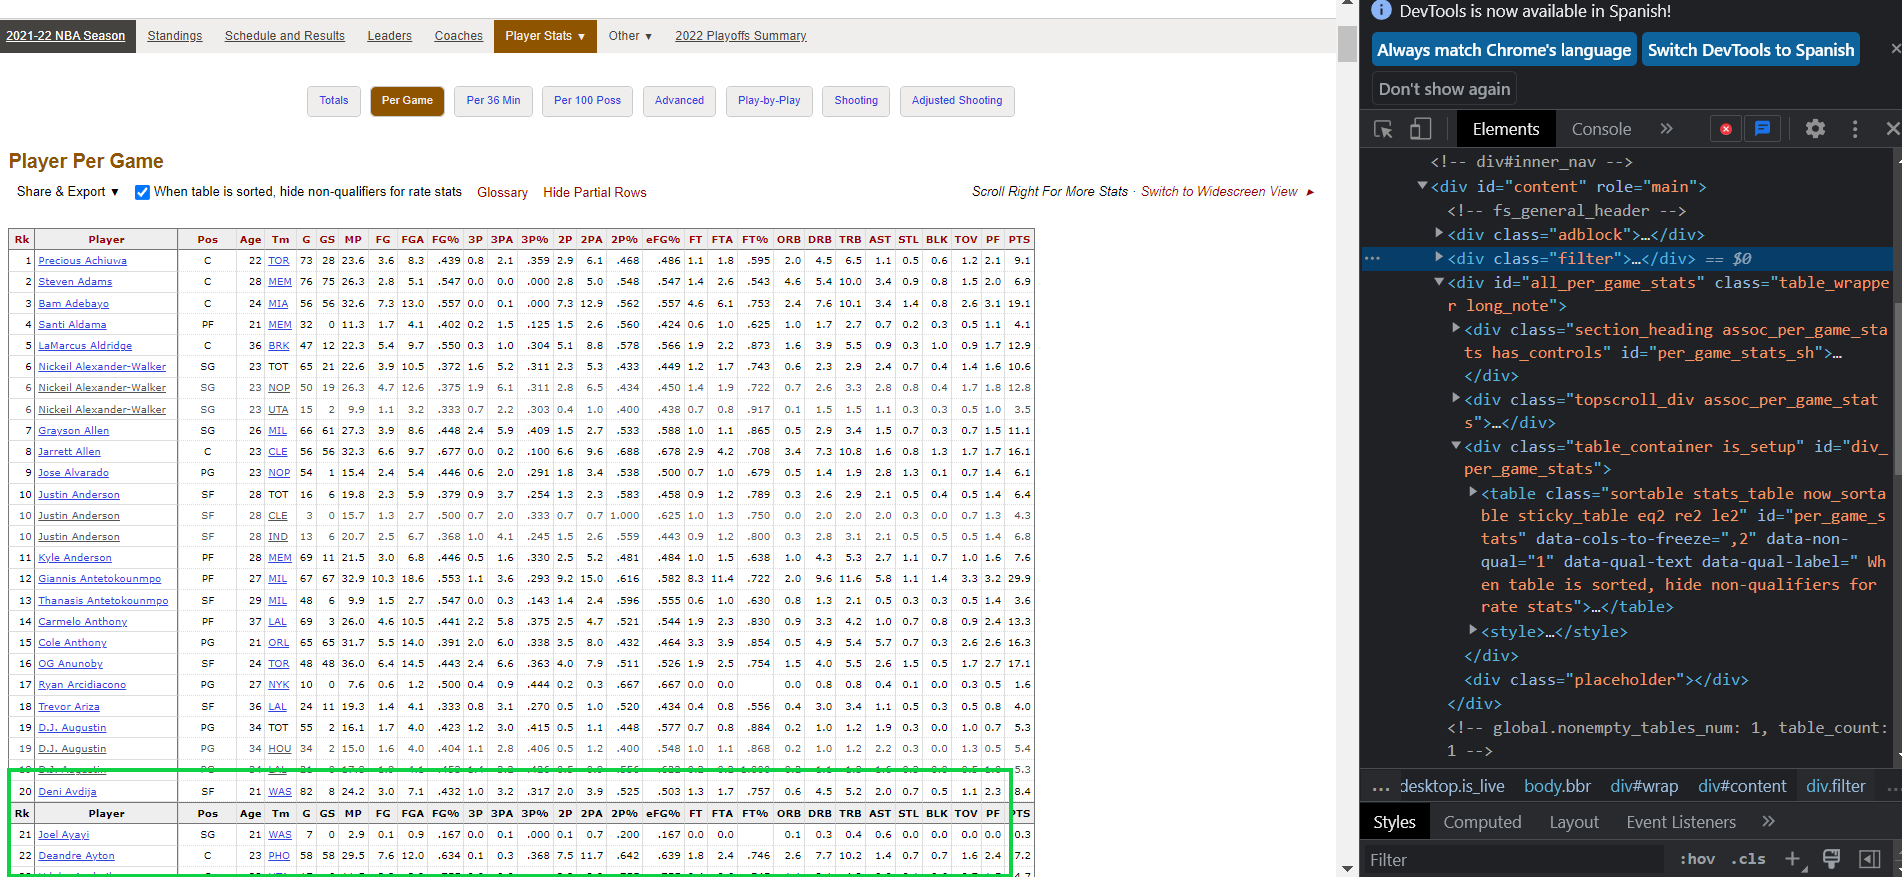 2021-22 NBA Season Standings Schedule and Results Leaders Coaches Player Stats ▼ Other ▼ 2022 Playoffs Summary
Totals Per Game Per 36 Min Per 100 Poss Advanced Play-by-Play Shooting Adjusted Shooting
Player Per Game
Share & Export ▼ When table is sorted, hide non-qualifiers for rate stats Glossary Hide Partial Rows Scroll Right For More Stats · Switch to Widescreen View ►
Rk Player Pos Age Tm G GS MP FG FGA FG% 3P 3PA 3P% 2P 2PA 2P% eFG% FT FTA FT% ORB DRB TRB AST STL BLK TOV PF PTS
1 Precious Achiuwa C 22 TOR 73 28 23.6 3.6 8.3 .439 0.8 2.1 .359 2.9 6.1 .468 .486 1.1 1.8 .595 2.0 4.5 6.5 1.1 0.5 0.6 1.2 2.1 9.1
2 Steven Adams C 28 MEM 76 75 26.3 2.8 5.1 .547 0.0 0.0 .000 2.8 5.0 .548 .547 1.4 2.6 .543 4.6 5.4 10.0 3.4 0.9 0.8 1.5 2.0 6.9
3 Bam Adebayo C 24 MIA 56 56 32.6 7.3 13.0 .557 0.0 0.1 .000 7.3 12.9 .562 .557 4.6 6.1 .753 2.4 7.6 10.1 3.4 1.4 0.8 2.6 3.1 19.1
4 Santi Aldama PF 21 MEM 32 0 11.3 1.7 4.1 .402 0.2 1.5 .125 1.5 2.6 .560 .424 0.6 1.0 .625 1.0 1.7 2.7 0.7 0.2 0.3 0.5 1.1 4.1
5 LaMarcus Aldridge C 36 BRK 47 12 22.3 5.4 9.7 .550 0.3 1.0 .304 5.1 8.8 .578 .566 1.9 2.2 .873 1.6 3.9 5.5 0.9 0.3 1.0 0.9 1.7 12.9
6 Nickeil Alexander-Walker SG 23 TOT 65 21 22.6 3.9 10.5 .372 1.6 5.2 .311 2.3 5.3 .433 .449 1.2 1.7 .743 0.6 2.3 2.9 2.4 0.7 0.4 1.4 1.6 10.6
6 Nickeil Alexander-Walker SG 23 NOP 50 19 26.3 4.7 12.6 .375 1.9 6.1 .311 2.8 6.5 .434 .450 1.4 1.9 .722 0.7 2.6 3.3 2.8 0.8 0.4 1.7 1.8 12.8
6 Nickeil Alexander-Walker SG 23 UTA 15 2 9.9 1.1 3.2 .333 0.7 2.2 .303 0.4 1.0 .400 .438 0.7 0.8 .917 0.1 1.5 1.5 1.1 0.3 0.3 0.5 1.0 3.5
7 Grayson Allen SG 26 MIL 66 61 27.3 3.9 8.6 .448 2.4 5.9 .409 1.5 2.7 .533 .588 1.0 1.1 .865 0.5 2.9 3.4 1.5 0.7 0.3 0.7 1.5 11.1
8 Jarrett Allen C 23 CLE 56 56 32.3 6.6 9.7 .677 0.0 0.2 .100 6.6 9.6 .688 .678 2.9 4.2 .708 3.4 7.3 10.8 1.6 0.8 1.3 1.7 1.7 16.1
9 Jose Alvarado PG 23 NOP 54 1 15.4 2.4 5.4 .446 0.6 2.0 .291 1.8 3.4 .538 .500 0.7 1.0 .679 0.5 1.4 1.9 2.8 1.3 0.1 0.7 1.4 6.1
10 Justin Anderson SF 28 TOT 16 6 19.8 2.3 5.9 .379 0.9 3.7 .254 1.3 2.3 .583 .458 0.9 1.2 .789 0.3 2.6 2.9 2.1 0.5 0.4 0.5 1.4 6.4
10 Justin Anderson SF 28 CLE 3 0 15.7 1.3 2.7 .500 0.7 2.0 .333 0.7 0.7 1.000 .625 1.0 1.3 .750 0.0 2.0 2.0 2.0 0.3 0.0 0.7 1.3 4.3
10 Justin Anderson SF 28 IND 13 6 20.7 2.5 6.7 .368 1.0 4.1 .245 1.5 2.6 .559 .443 0.9 1.2 .800 0.3 2.8 3.1 2.1 0.5 0.5 0.5 1.4 6.8
11 Kyle Anderson PF 28 MEM 69 11 21.5 3.0 6.8 .446 0.5 1.6 .330 2.5 5.2 .481 .484 1.0 1.5 .638 1.0 4.3 5.3 2.7 1.1 0.7 1.0 1.6 7.6
12 Giannis Antetokounmpo PF 27 MIL 67 67 32.9 10.3 18.6 .553 1.1 3.6 .293 9.2 15.0 .616 .582 8.3 11.4 .722 2.0 9.6 11.6 5.8 1.1 1.4 3.3 3.2 29.9
13 Thanasis Antetokounmpo SF 29 MIL 48 6 9.9 1.5 2.7 .547 0.0 0.3 .143 1.4 2.4 .596 .555 0.6 1.0 .630 0.8 1.3 2.1 0.5 0.3 0.3 0.5 1.4 3.6
14 Carmelo Anthony PF 37 LAL 69 3 26.0 4.6 10.5 .441 2.2 5.8 .375 2.5 4.7 .521 .544 1.9 2.3 .830 0.9 3.3 4.2 1.0 0.7 0.8 0.9 2.4 13.3
15 Cole Anthony PG 21 ORL 65 65 31.7 5.5 14.0 .391 2.0 6.0 .338 3.5 8.0 .432 .464 3.3 3.9 .854 0.5 4.9 5.4 5.7 0.7 0.3 2.6 2.6 16.3
16 OG Anunoby SF 24 TOR 48 48 36.0 6.4 14.5 .443 2.4 6.6 .363 4.0 7.9 .511 .526 1.9 2.5 .754 1.5 4.0 5.5 2.6 1.5 0.5 1.7 2.7 17.1
17 Ryan Arcidiacono PG 27 NYK 10 0 7.6 0.6 1.2 .500 0.4 0.9 .444 0.2 0.3 .667 .667 0.0 0.0 0.0 0.8 0.8 0.4 0.1 0.0 0.3 0.5 1.6
18 Trevor Ariza SF 36 LAL 24 11 19.3 1.4 4.1 .333 0.8 3.1 .270 0.5 1.0 .520 .434 0.4 0.8 .556 0.4 3.0 3.4 1.1 0.5 0.3 0.5 0.8 4.0
19 D.J. Augustin PG 34 TOT 55 2 16.1 1.7 4.0 .423 1.2 3.0 .415 0.5 1.1 .448 .577 0.7 0.8 .884 0.2 1.0 1.2 1.9 0.3 0.0 1.0 0.7 5.3
19 D.J. Augustin PG 34 HOU 34 2 15.0 1.6 4.0 .404 1.1 2.8 .406 0.5 1.2 .400 .548 1.0 1.1 .868 0.2 1.0 1.2 2.2 0.3 0.0 1.3 0.5 5.4
19 D.J. Augustin PG 34 LAL 5.3
20 Deni Avdija SF 21 WAS 82 8 24.2 3.0 7.1 .432 1.0 3.2 .317 2.0 3.9 .525 .503 1.3 1.7 .757 0.6 4.5 5.2 2.0 0.7 0.5 1.1 2.3 8.4
Rk Player Pos Age Tm G GS MP FG FGA FG% 3P 3PA 3P% 2P 2PA 2P% eFG% FT FTA FT% ORB DRB TRB AST STL BLK TOV PF PTS
21 Joel Ayayi SG 21 WAS 7 0 2.9 0.1 0.9 .167 0.0 0.1 .000 0.1 0.7 .200 .167 0.0 0.0 0.1 0.3 0.4 0.6 0.0 0.0 0.0 0.0 0.3
22 Deandre Ayton C 23 PHO 58 58 29.5 7.6 12.0 .634 0.1 0.3 .368 7.5 11.7 .642 .639 1.8 2.4 .746 2.6 7.7 10.2 1.4 0.7 0.7 1.6 2.4 7.2
DevTools is now available in Spanish!
Always match Chrome's language Switch DevTools to Spanish
Don't show again
Elements Console »
<!-- div#inner_nav -->
▼<div id="content" role="main">
<!-- fs_general_header -->
▶<div class="adblock">…</div>
… ▶<div class="filter">…</div> == $0
▼<div id="all_per_game_stats" class="table_wrappe
r long_note">
▶<div class="section_heading assoc_per_game_sta
ts has_controls" id="per_game_stats_sh">…
</div>
▶<div class="topscroll_div assoc_per_game_stat
s">…</div>
▼<div class="table_container is_setup" id="div_
per_game_stats">
▶<table class="sortable stats_table now_sorta
ble sticky_table eq2 re2 le2" id="per_game_s
tats" data-cols-to-freeze=",2" data-non-
qual="1" data-qual-text data-qual-label=" Wh
en table is sorted, hide non-qualifiers for
rate stats">…</table>
▶<style>…</style>
</div>
<div class="placeholder"></div>
</div>
<!-- global.nonempty_tables_num: 1, table_count:
1 -->
… desktop.is_live body.bbr div#wrap div#content div.filter …
Styles Computed Layout Event Listeners »
Filter :hov .cls +